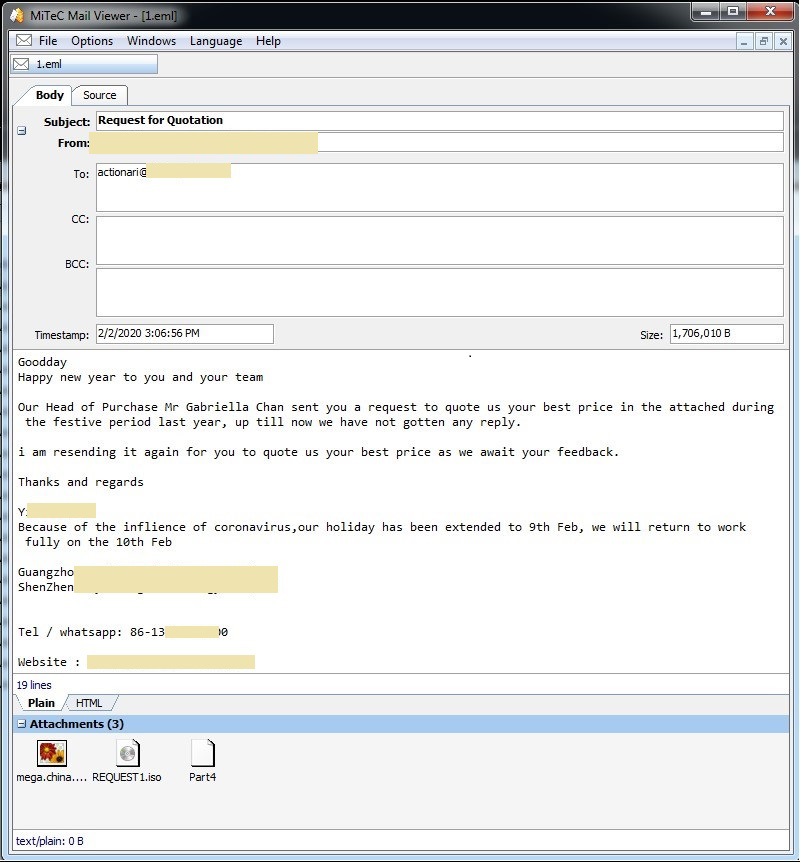 MiTeC Mail Viewer - [1.eml]
File Options Windows Language Help
1.eml
Body Source
Subject: Request for Quotation
From:
To: actionari@
CC:
BCC:
Timestamp: 2/2/2020 3:06:56 PM Size: 1,706,010 B
Goodday
Happy new year to you and your team
Our Head of Purchase Mr Gabriella Chan sent you a request to quote us your best price in the attached during
the festive period last year, up till now we have not gotten any reply.
i am resending it again for you to quote us your best price as we await your feedback.
Thanks and regards
Because of the inflience of coronavirus,our holiday has been extended to 9th Feb, we will return to work
fully on the 10th Feb
Guangzho
ShenZhen
Tel / whatsapp: 86-13 00
Website :
19 lines
Plain HTML
Attachments (3)
mega.china.... REQUEST1.iso Part4
text/plain: 0 B